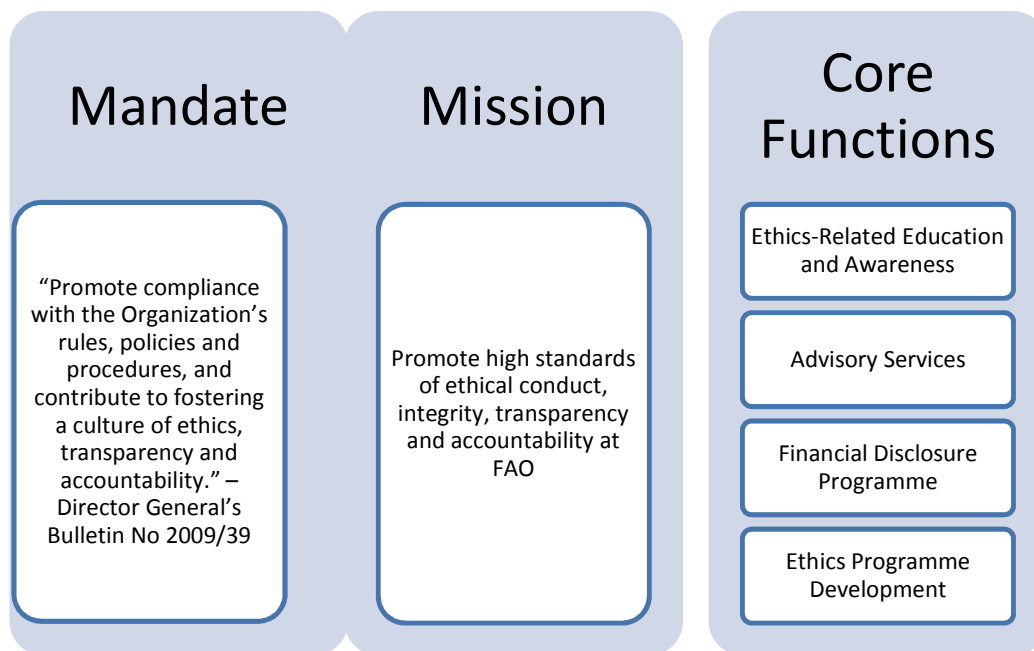 Mandate
“Promote compliance
with the Organization’s
rules, policies and
procedures, and
contribute to fostering
a culture of ethics,
transparency and
accountability.” –
Director General’s
Bulletin No 2009/39
Mission
Promote high standards
of ethical conduct,
integrity, transparency
and accountability at
FAO
Core
Functions
Ethics-Related Education
and Awareness
Advisory Services
Financial Disclosure
Programme
Ethics Programme
Development